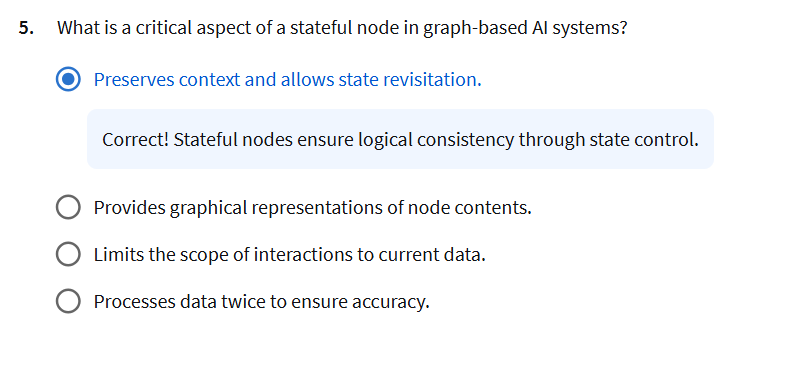 5. What is a critical aspect of a stateful node in graph-based AI systems?
Preserves context and allows state revisitation.
Correct! Stateful nodes ensure logical consistency through state control.
Provides graphical representations of node contents.
Limits the scope of interactions to current data.
Processes data twice to ensure accuracy.